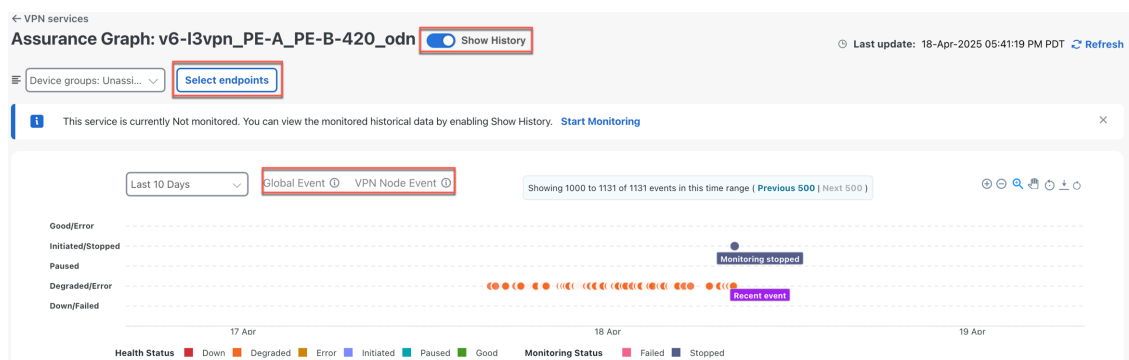 ← VPN services
Assurance Graph: v6-l3vpn_PE-A_PE-B-420_odn Show History Last update: 18-Apr-2025 05:41:19 PM PDT Refresh
Device groups: Unassi... Select endpoints
This service is currently Not monitored. You can view the monitored historical data by enabling Show History. Start Monitoring
Last 10 Days Global Event VPN Node Event Showing 1000 to 1131 of 1131 events in this time range ( Previous 500 | Next 500 )
Good/Error
Initiated/Stopped
Monitoring stopped
Paused
Degraded/Error
Recent event
Down/Failed
17 Apr 18 Apr 19 Apr
Health Status Down Degraded Error Initiated Paused Good Monitoring Status Failed Stopped